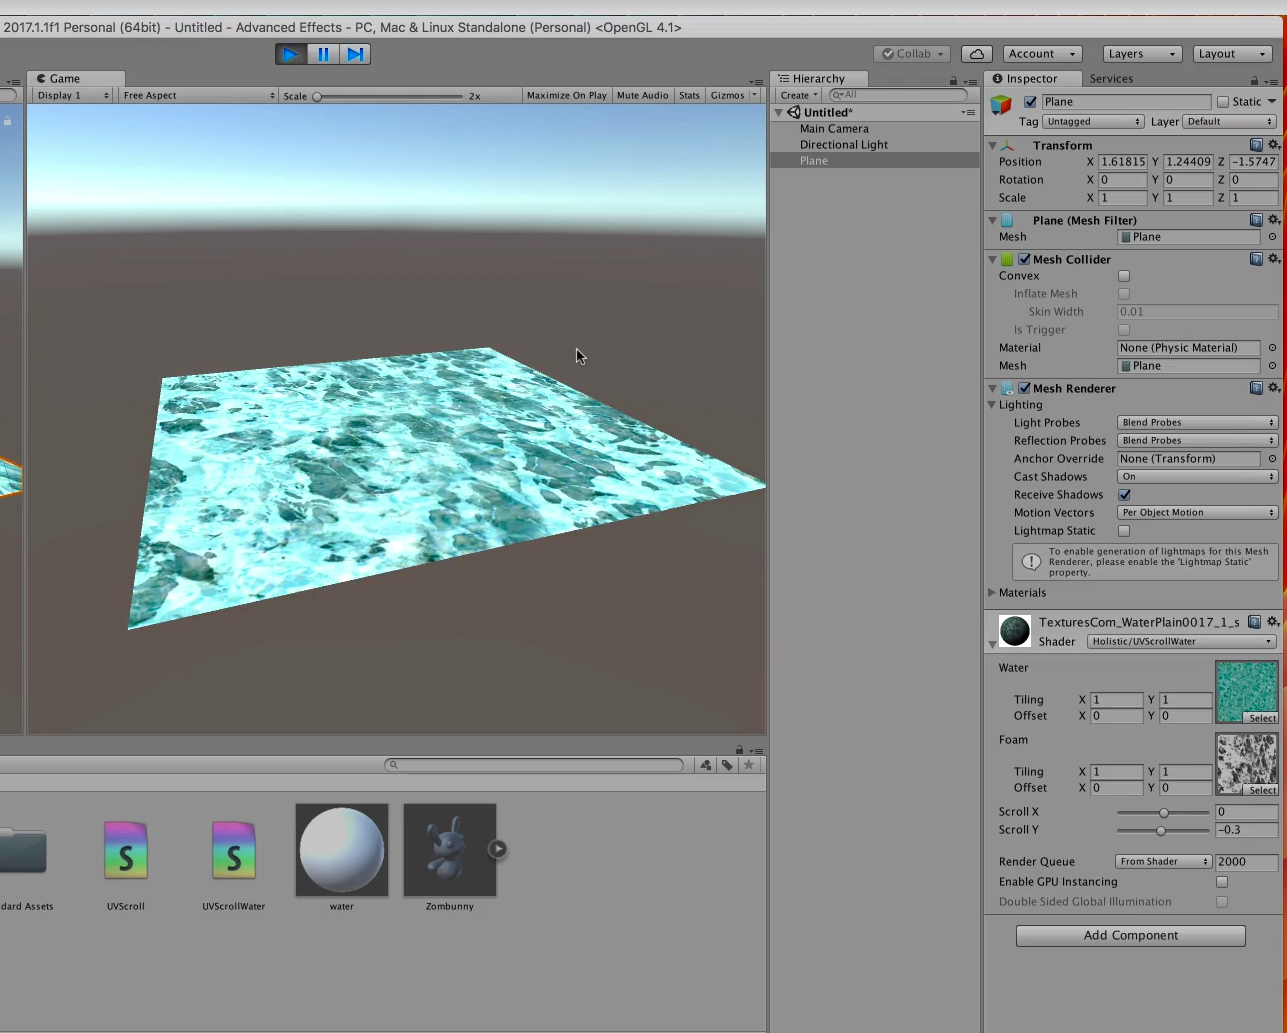 2017.1.1f1 Personal (64bit) - Untitled - Advanced Effects - PC, Mac & Linux Standalone (Personal) <OpenGL 4.1>
Collab
Account
Layers
Layout
Game
Display 1
Free Aspect
Scale
2x
Maximize On Play
Mute Audio
Stats
Gizmos
Hierarchy
Create
All
Untitled*
Main Camera
Directional Light
Plane
Inspector
Services
Plane
Static
Tag
Untagged
Layer
Default
Transform
Position X 1.61815 Y 1.24409 Z -1.5747
Rotation X 0 Y 0 Z 0
Scale X 1 Y 1 Z 1
Plane (Mesh Filter)
Mesh Plane
Mesh Collider
Convex
Inflate Mesh
Skin Width 0.01
Is Trigger
Material None (Physic Material)
Mesh Plane
Mesh Renderer
Lighting
Light Probes Blend Probes
Reflection Probes Blend Probes
Anchor Override None (Transform)
Cast Shadows On
Receive Shadows
Motion Vectors Per Object Motion
Lightmap Static
To enable generation of lightmaps for this Mesh
Renderer, please enable the 'Lightmap Static'
property.
Materials
TexturesCom_WaterPlain0017_1_s
Shader Holistic/UVScrollWater
Water
Tiling X 1 Y 1
Offset X 0 Y 0
Select
Foam
Tiling X 1 Y 1
Offset X 0 Y 0
Select
Scroll X 0
Scroll Y -0.3
Render Queue From Shader 2000
Enable GPU Instancing
Double Sided Global Illumination
Add Component
S
S
dard Assets
UVScroll
UVScrollWater
water
Zombunny